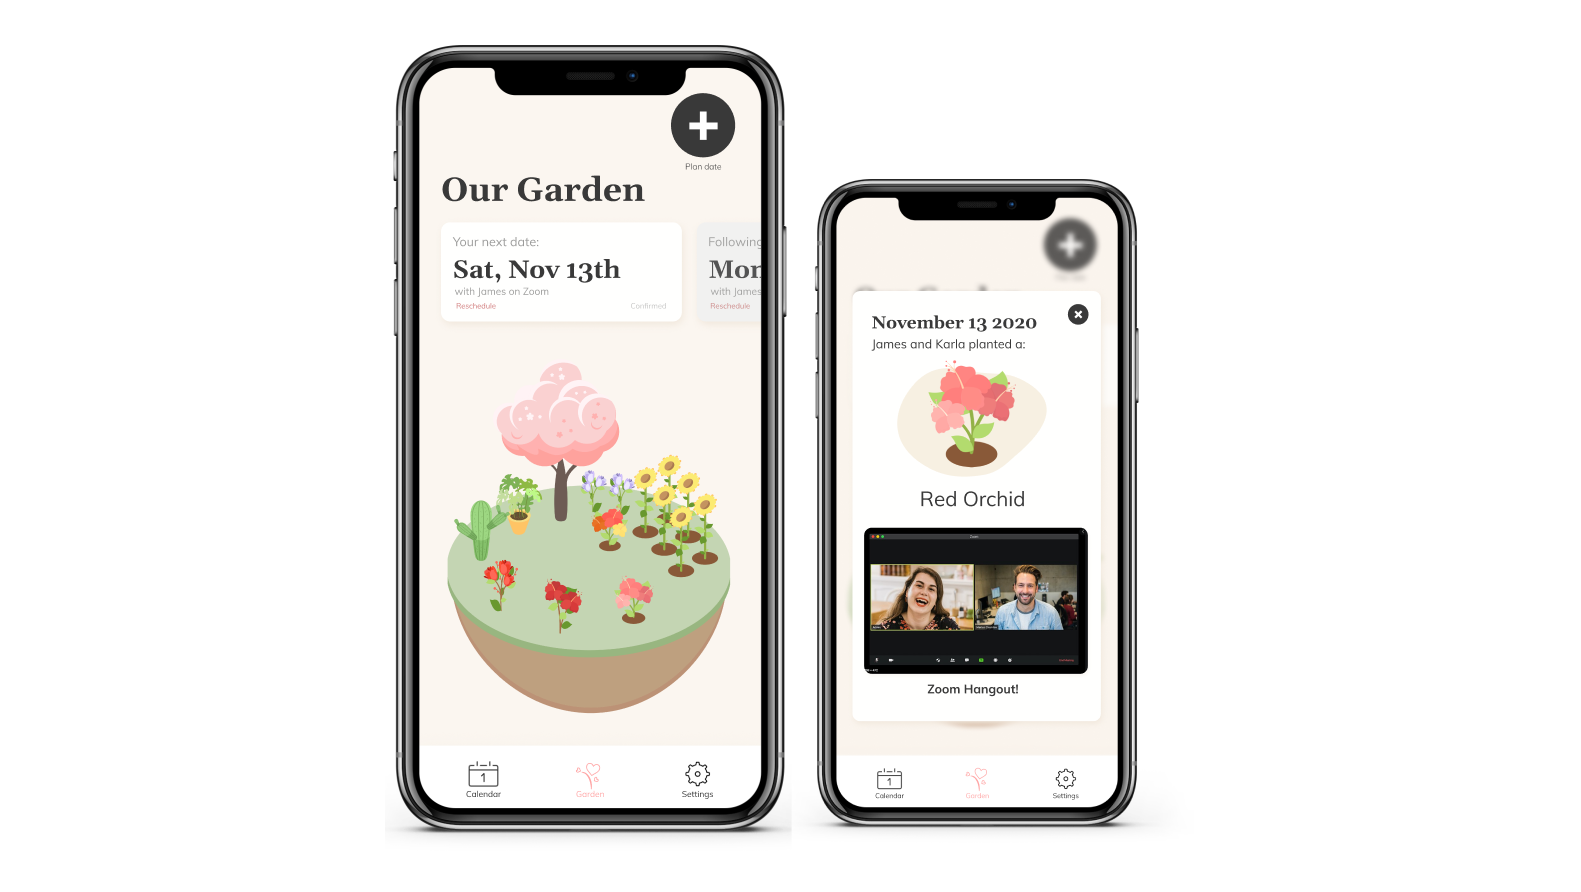 Plan date
Our Garden
Your next date:
Sat, Nov 13th
with James on Zoom
Reschedule
Confirmed
Following
Mon
with James
Reschedule
1
Calendar
Garden
Settings
November 13 2020
James and Karla planted a:
Red Orchid
Zoom
Zoom Hangout!
1
Calendar
Garden
Settings